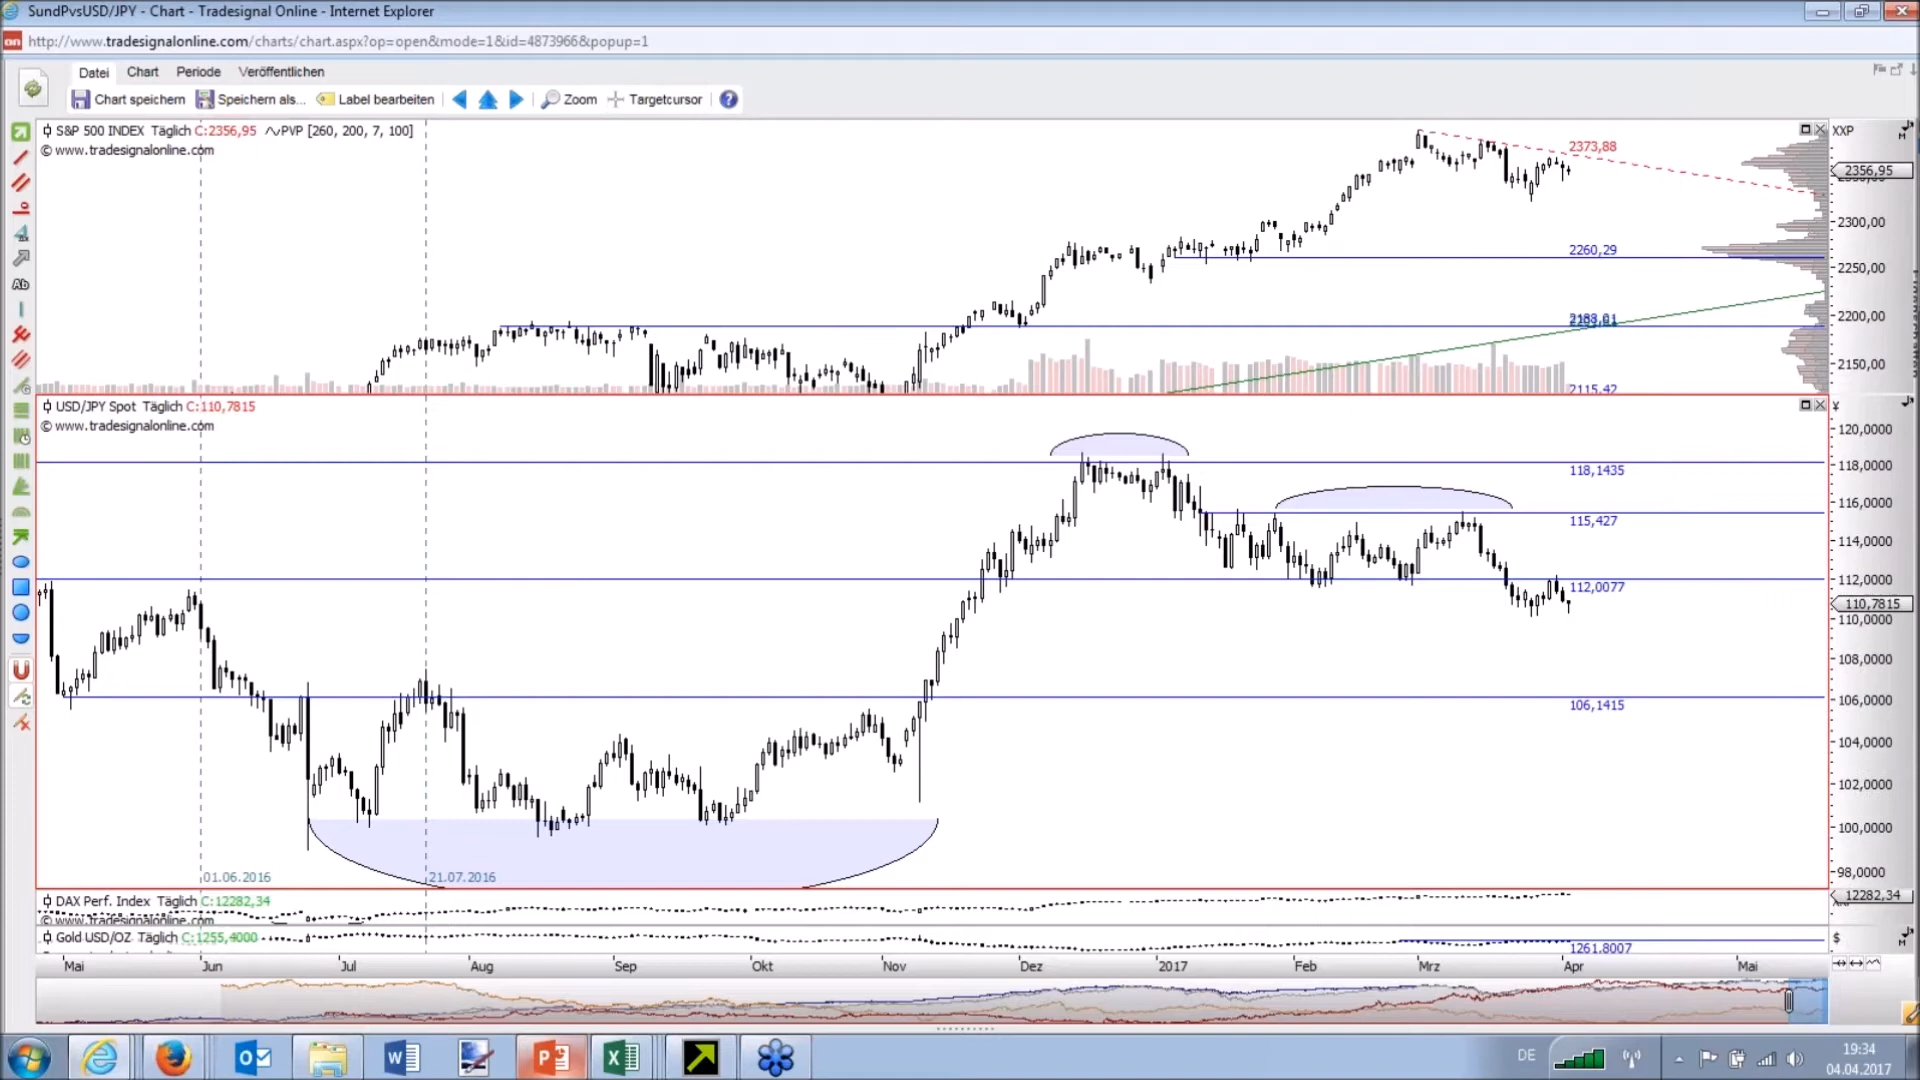 SundPvsUSD/JPY - Chart - Tradesignal Online - Internet Explorer
http://www.tradesignalonline.com/charts/chart.aspx?op=open&mode=1&id=4873966&popup=1
Datei Chart Periode Veröffentlichen
Chart speichern Speichern als... Label bearbeiten Zoom Targetcursor ?
S&P 500 INDEX Täglich C:2356,95 PVP [260, 200, 7, 100]
© www.tradesignalonline.com
XXP
2373,88
2356,95
2300,00
2260,29
2250,00
2200,00
2150,00
2115,42
Ab
USD/JPY Spot Täglich C:110,7815
© www.tradesignalonline.com
¥
120,0000
118,0000
118,1435
116,0000
115,427
114,0000
112,0000
112,0077
110,7815
110,0000
108,0000
106,0000
106,1415
104,0000
102,0000
100,0000
98,0000
01.06.2016 21.07.2016
DAX Perf. Index Täglich C:12282,34
12282,34
© www.tradesignalonline.com
Gold USD/OZ Täglich C:1255,4000
$
1261.8007
Mai Jun Jul Aug Sep Okt Nov Dez 2017 Feb Mrz Apr Mai
DE
19:34
04.04.2017